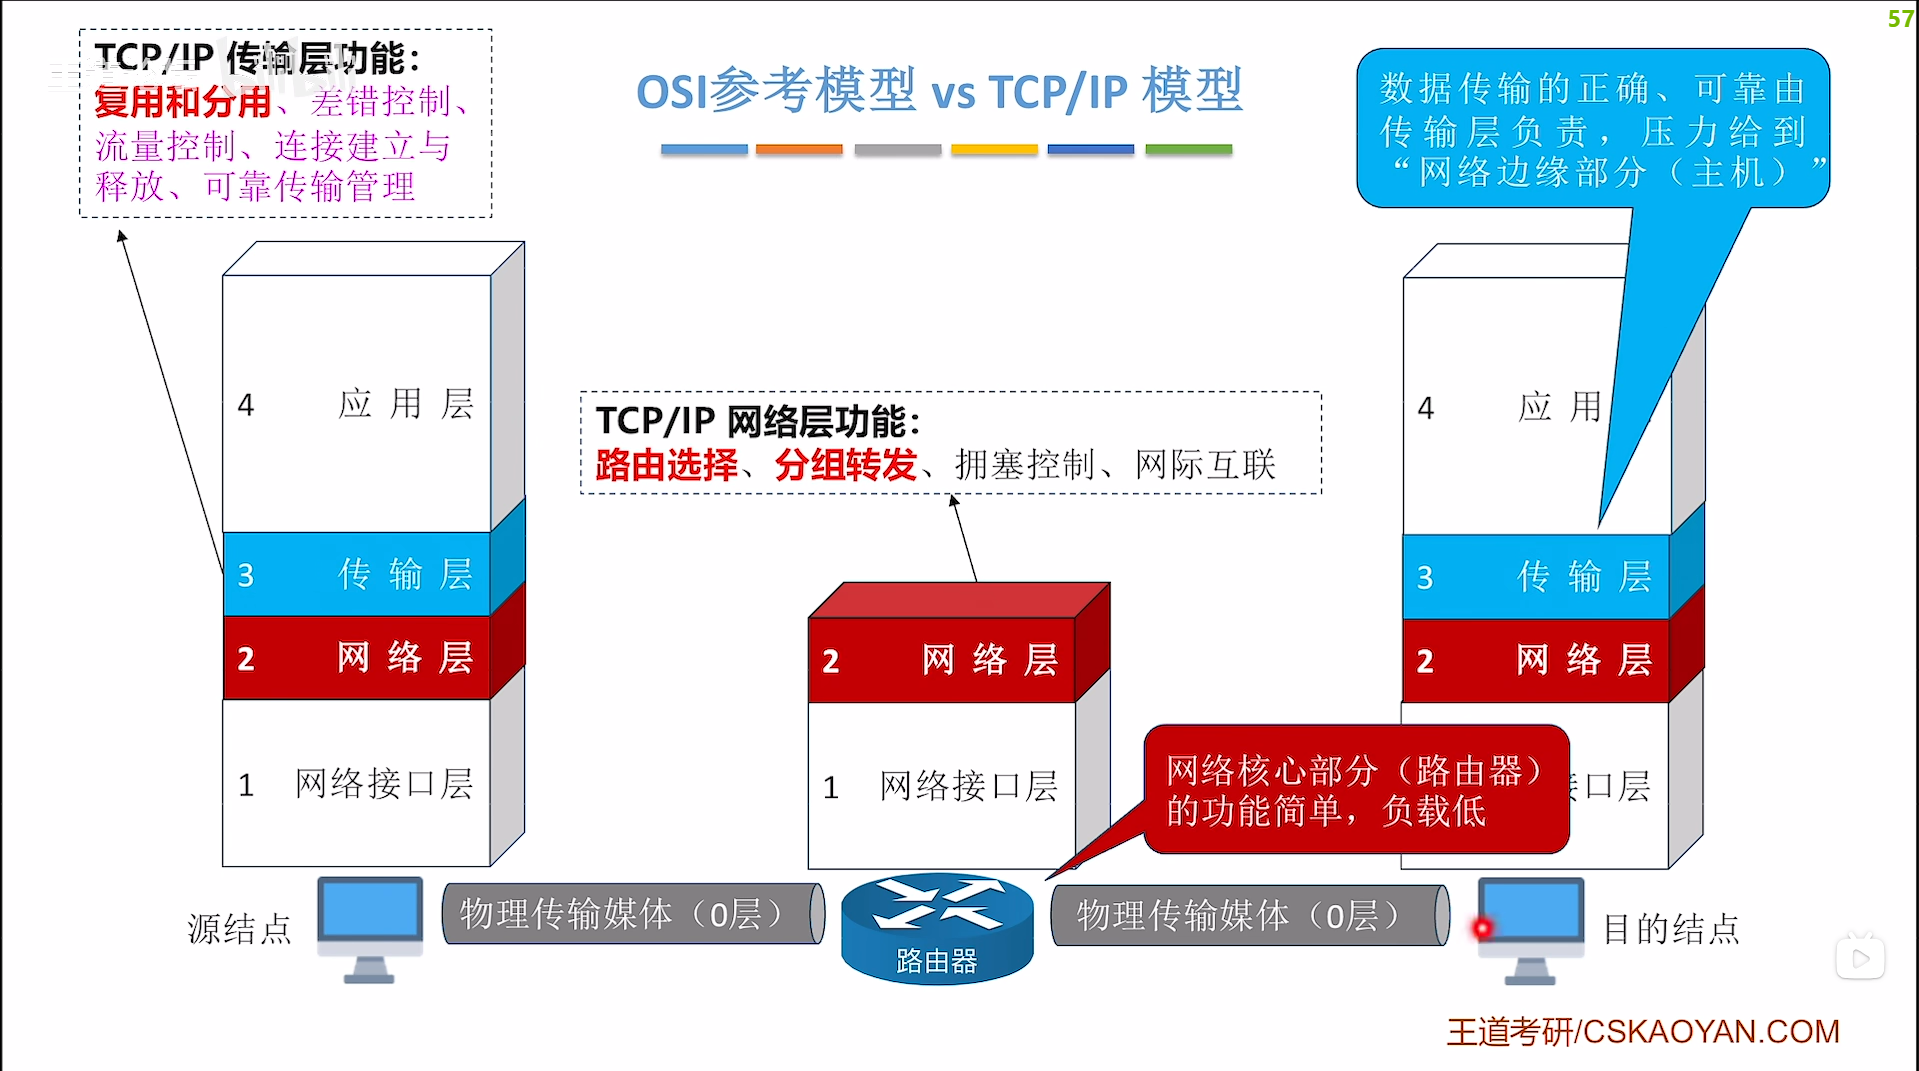 57
TCP/IP 传输层功能：
复用和分用、差错控制、
流量控制、连接建立与
释放、可靠传输管理
OSI参考模型 vs TCP/IP 模型
数据传输的正确、可靠由
传输层负责，压力给到
“网络边缘部分（主机）”
4 应用层
3 传输层
2 网络层
1 网络接口层
TCP/IP 网络层功能：
路由选择、分组转发、拥塞控制、网际互联
2 网络层
1 网络接口层
4 应用
3 传输层
2 网络层
口层
网络核心部分（路由器）
的功能简单，负载低
源结点
物理传输媒体（0层）
路由器
物理传输媒体（0层）
目的结点
王道考研/CSKAOYAN.COM